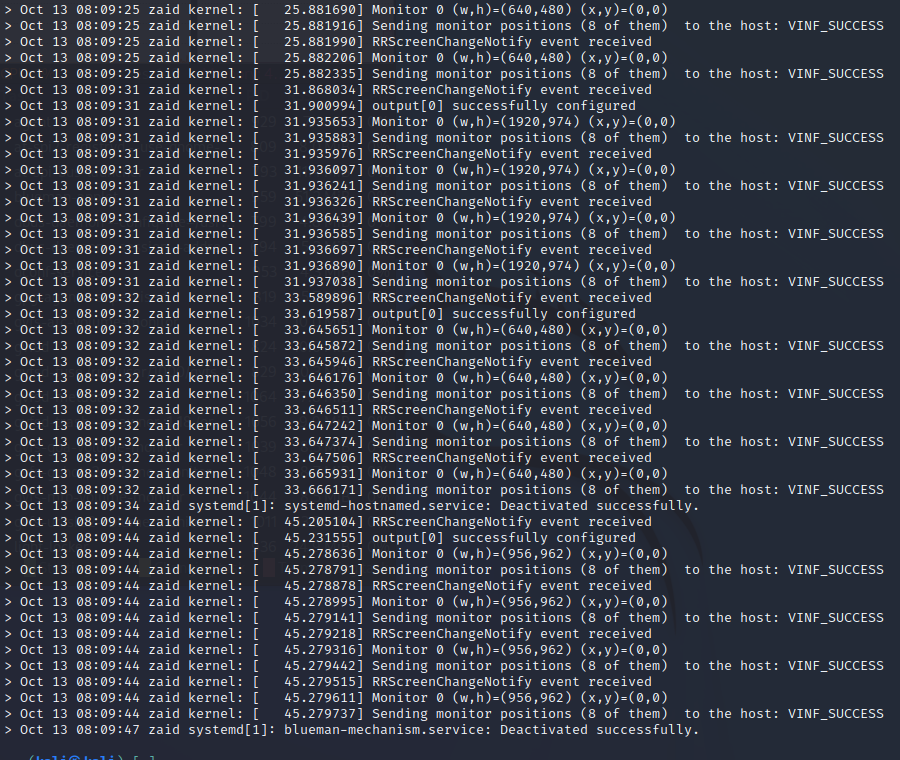 > Oct 13 08:09:25 zaid kernel: [   25.881690] Monitor 0 (w,h)=(640,480) (x,y)=(0,0)
> Oct 13 08:09:25 zaid kernel: [   25.881916] Sending monitor positions (8 of them)  to the host: VINF_SUCCESS
> Oct 13 08:09:25 zaid kernel: [   25.881990] RRScreenChangeNotify event received
> Oct 13 08:09:25 zaid kernel: [   25.882206] Monitor 0 (w,h)=(640,480) (x,y)=(0,0)
> Oct 13 08:09:25 zaid kernel: [   25.882335] Sending monitor positions (8 of them)  to the host: VINF_SUCCESS
> Oct 13 08:09:31 zaid kernel: [   31.868034] RRScreenChangeNotify event received
> Oct 13 08:09:31 zaid kernel: [   31.900994] output[0] successfully configured
> Oct 13 08:09:31 zaid kernel: [   31.935653] Monitor 0 (w,h)=(1920,974) (x,y)=(0,0)
> Oct 13 08:09:31 zaid kernel: [   31.935883] Sending monitor positions (8 of them)  to the host: VINF_SUCCESS
> Oct 13 08:09:31 zaid kernel: [   31.935976] RRScreenChangeNotify event received
> Oct 13 08:09:31 zaid kernel: [   31.936097] Monitor 0 (w,h)=(1920,974) (x,y)=(0,0)
> Oct 13 08:09:31 zaid kernel: [   31.936241] Sending monitor positions (8 of them)  to the host: VINF_SUCCESS
> Oct 13 08:09:31 zaid kernel: [   31.936326] RRScreenChangeNotify event received
> Oct 13 08:09:31 zaid kernel: [   31.936439] Monitor 0 (w,h)=(1920,974) (x,y)=(0,0)
> Oct 13 08:09:31 zaid kernel: [   31.936585] Sending monitor positions (8 of them)  to the host: VINF_SUCCESS
> Oct 13 08:09:31 zaid kernel: [   31.936697] RRScreenChangeNotify event received
> Oct 13 08:09:31 zaid kernel: [   31.936890] Monitor 0 (w,h)=(1920,974) (x,y)=(0,0)
> Oct 13 08:09:31 zaid kernel: [   31.937038] Sending monitor positions (8 of them)  to the host: VINF_SUCCESS
> Oct 13 08:09:32 zaid kernel: [   33.589896] RRScreenChangeNotify event received
> Oct 13 08:09:32 zaid kernel: [   33.619587] output[0] successfully configured
> Oct 13 08:09:32 zaid kernel: [   33.645651] Monitor 0 (w,h)=(640,480) (x,y)=(0,0)
> Oct 13 08:09:32 zaid kernel: [   33.645872] Sending monitor positions (8 of them)  to the host: VINF_SUCCESS
> Oct 13 08:09:32 zaid kernel: [   33.645946] RRScreenChangeNotify event received
> Oct 13 08:09:32 zaid kernel: [   33.646176] Monitor 0 (w,h)=(640,480) (x,y)=(0,0)
> Oct 13 08:09:32 zaid kernel: [   33.646350] Sending monitor positions (8 of them)  to the host: VINF_SUCCESS
> Oct 13 08:09:32 zaid kernel: [   33.646511] RRScreenChangeNotify event received
> Oct 13 08:09:32 zaid kernel: [   33.647242] Monitor 0 (w,h)=(640,480) (x,y)=(0,0)
> Oct 13 08:09:32 zaid kernel: [   33.647374] Sending monitor positions (8 of them)  to the host: VINF_SUCCESS
> Oct 13 08:09:32 zaid kernel: [   33.647506] RRScreenChangeNotify event received
> Oct 13 08:09:32 zaid kernel: [   33.665931] Monitor 0 (w,h)=(640,480) (x,y)=(0,0)
> Oct 13 08:09:32 zaid kernel: [   33.666171] Sending monitor positions (8 of them)  to the host: VINF_SUCCESS
> Oct 13 08:09:34 zaid systemd[1]: systemd-hostnamed.service: Deactivated successfully.
> Oct 13 08:09:44 zaid kernel: [   45.205104] RRScreenChangeNotify event received
> Oct 13 08:09:44 zaid kernel: [   45.231555] output[0] successfully configured
> Oct 13 08:09:44 zaid kernel: [   45.278636] Monitor 0 (w,h)=(956,962) (x,y)=(0,0)
> Oct 13 08:09:44 zaid kernel: [   45.278791] Sending monitor positions (8 of them)  to the host: VINF_SUCCESS
> Oct 13 08:09:44 zaid kernel: [   45.278878] RRScreenChangeNotify event received
> Oct 13 08:09:44 zaid kernel: [   45.278995] Monitor 0 (w,h)=(956,962) (x,y)=(0,0)
> Oct 13 08:09:44 zaid kernel: [   45.279141] Sending monitor positions (8 of them)  to the host: VINF_SUCCESS
> Oct 13 08:09:44 zaid kernel: [   45.279218] RRScreenChangeNotify event received
> Oct 13 08:09:44 zaid kernel: [   45.279316] Monitor 0 (w,h)=(956,962) (x,y)=(0,0)
> Oct 13 08:09:44 zaid kernel: [   45.279442] Sending monitor positions (8 of them)  to the host: VINF_SUCCESS
> Oct 13 08:09:44 zaid kernel: [   45.279515] RRScreenChangeNotify event received
> Oct 13 08:09:44 zaid kernel: [   45.279611] Monitor 0 (w,h)=(956,962) (x,y)=(0,0)
> Oct 13 08:09:44 zaid kernel: [   45.279737] Sending monitor positions (8 of them)  to the host: VINF_SUCCESS
> Oct 13 08:09:47 zaid systemd[1]: blueman-mechanism.service: Deactivated successfully.